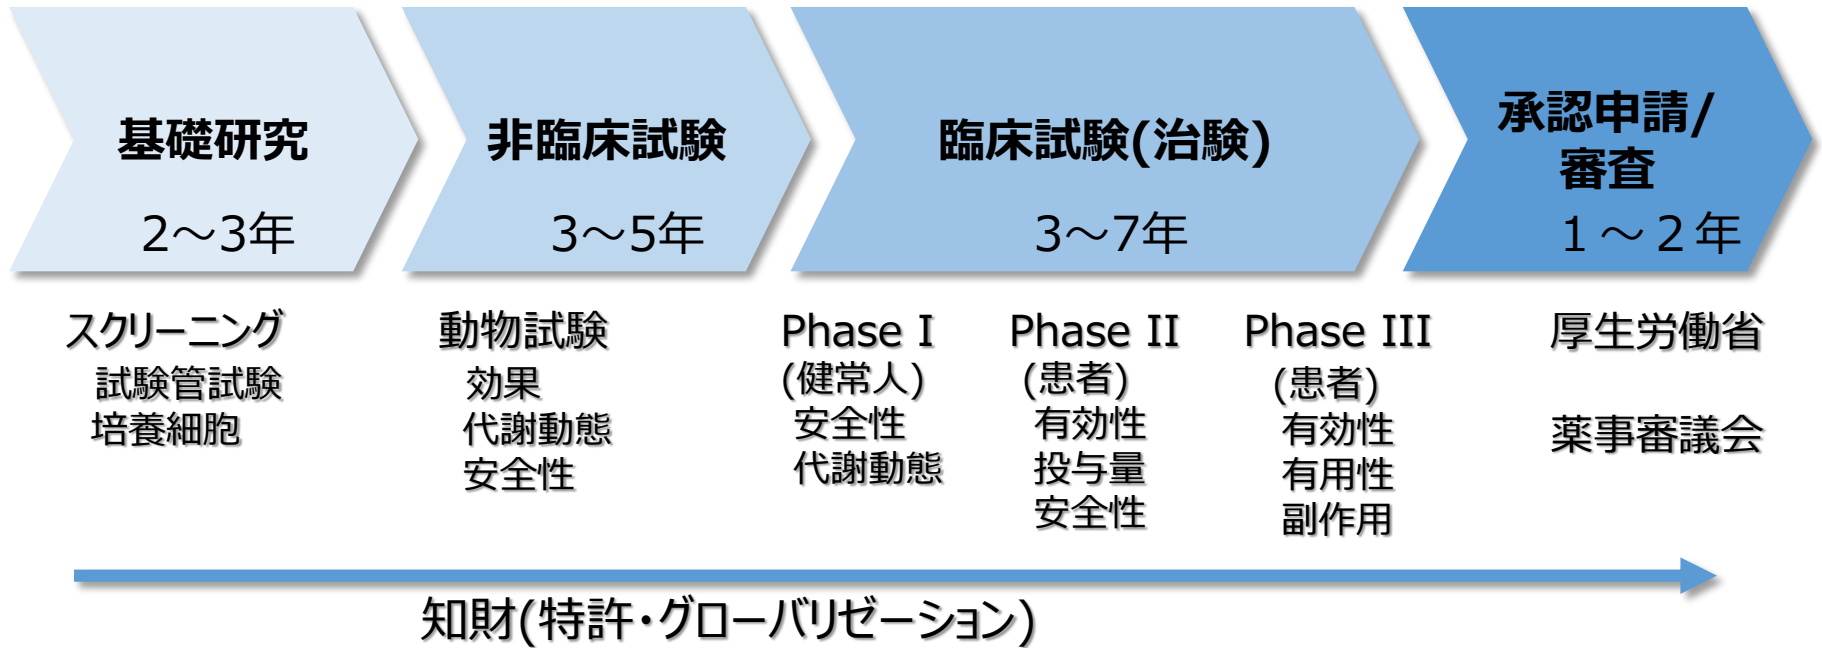 基礎研究
2～3年
非臨床試験
3～5年
臨床試験(治験)
3～7年
承認申請/
審査
１～２年
スクリーニング
試験管試験
培養細胞
動物試験
効果
代謝動態
安全性
Phase I
(健常人)
安全性
代謝動態
Phase II
(患者)
有効性
投与量
安全性
Phase III
(患者)
有効性
有用性
副作用
厚生労働省
薬事審議会
知財(特許・グローバリゼーション)